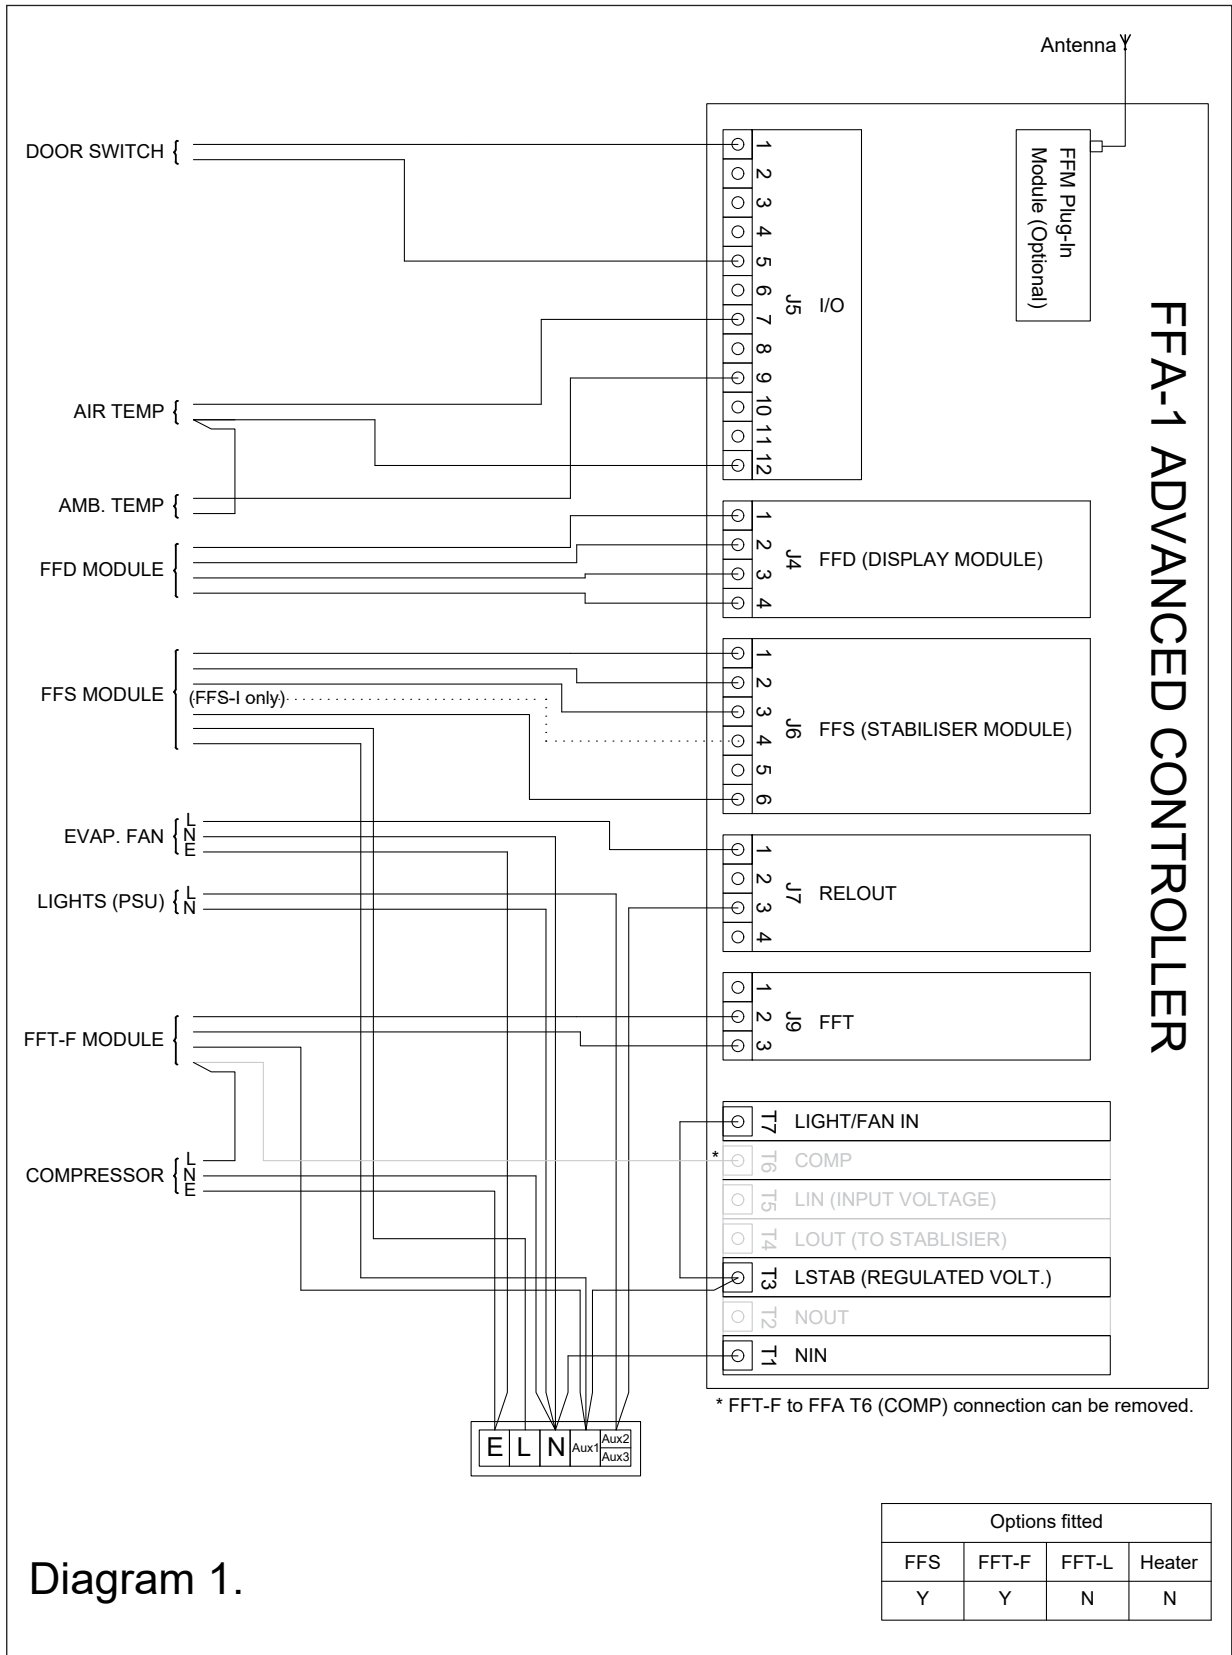 Antenna
DOOR SWITCH {
AIR TEMP {
AMB. TEMP {
FFD MODULE {
FFS MODULE {
(FFS-I only)
EVAP. FAN {
L
N
E
LIGHTS (PSU) {
L
N
FFT-F MODULE {
COMPRESSOR {
L
N
E
1
2
3
4
5
6
7
8
9
10
11
12
J5
I/O
FFM Plug-In
Module (Optional)
FFA-1 ADVANCED CONTROLLER
1
2
3
4
J4
FFD (DISPLAY MODULE)
1
2
3
4
5
6
J6
FFS (STABILISER MODULE)
1
2
3
4
J7
RELOUT
1
2
3
J9
FFT
T7 LIGHT/FAN IN
* T6 COMP
T5 LIN (INPUT VOLTAGE)
T4 LOUT (TO STABLISIER)
T3 LSTAB (REGULATED VOLT.)
T2 NOUT
T1 NIN
* FFT-F to FFA T6 (COMP) connection can be removed.
E L N Aux1 Aux2
Aux3
Options fitted
FFS FFT-F FFT-L Heater
Y Y N N
Diagram 1.